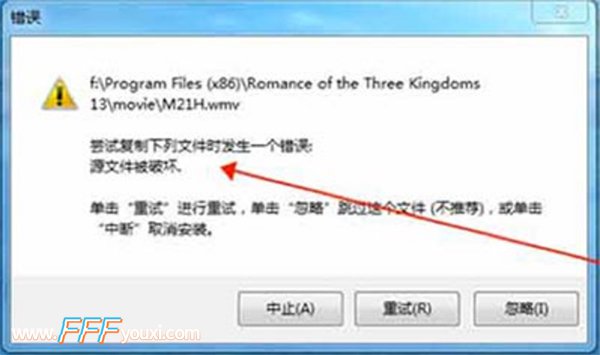 错误
f:\Program Files (x86)\Romance of the Three Kingdoms
13\movie\M21H.wmv
尝试复制下列文件时发生一个错误:
源文件被破坏.
单击“重试”进行重试，单击“忽略”跳过这个文件 (不推荐)，或单击
“中断”取消安装。
中止(A)
重试(R)
忽略(I)
www.FFFyouxi.com